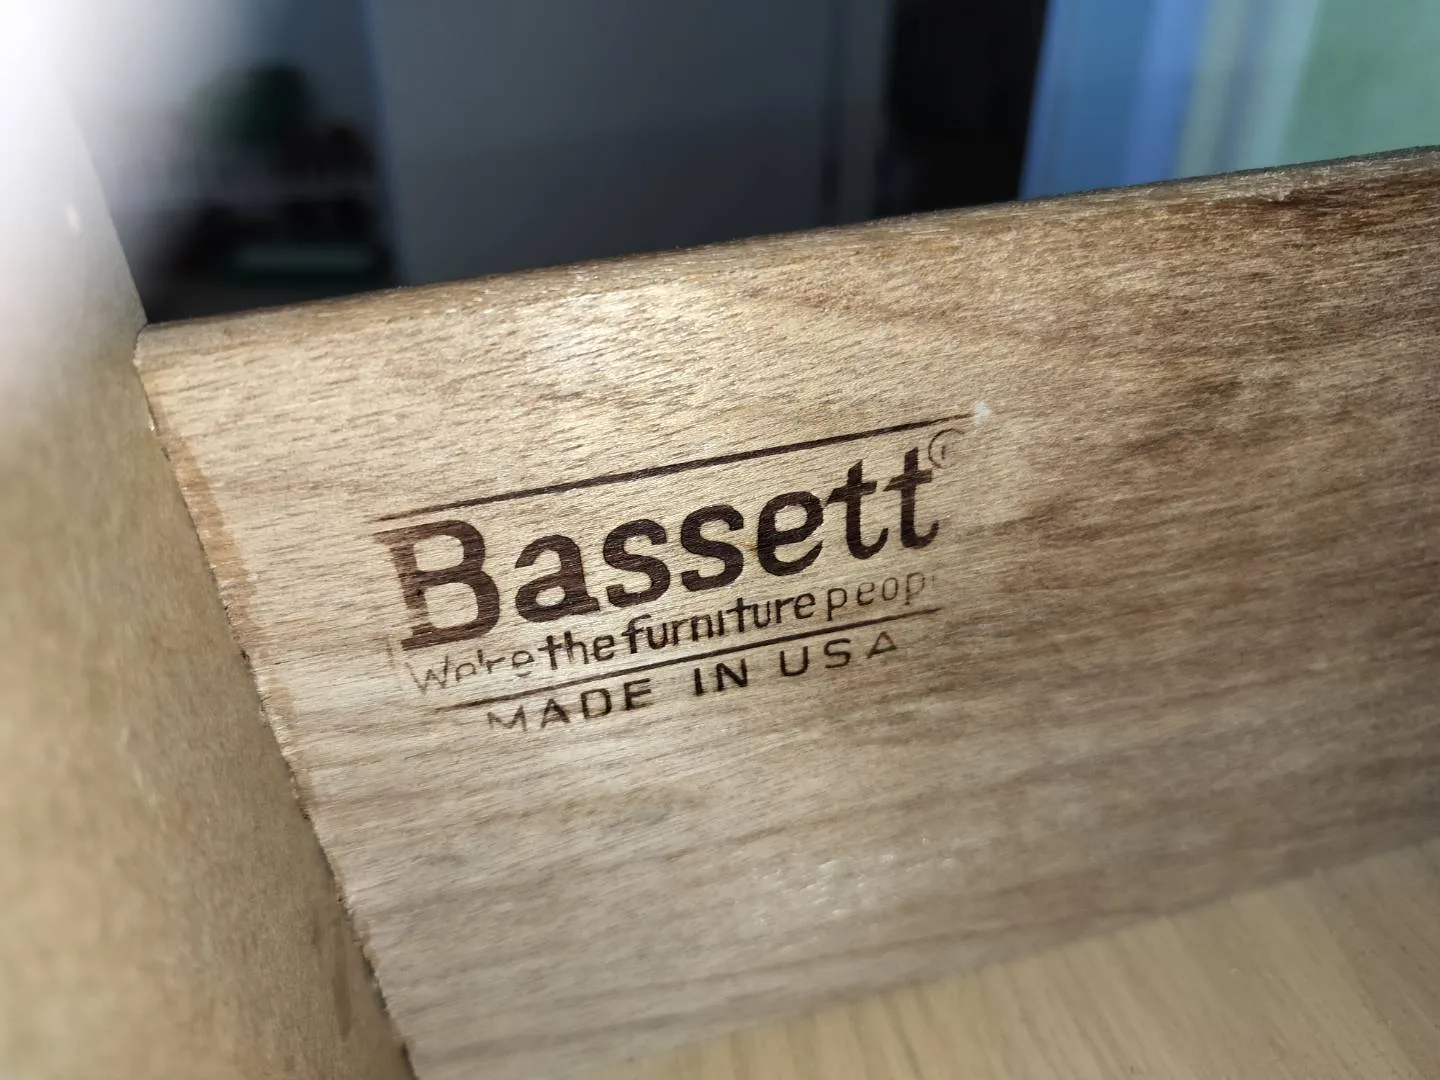 Bassett®
We're the furniture peop
MADE IN USA